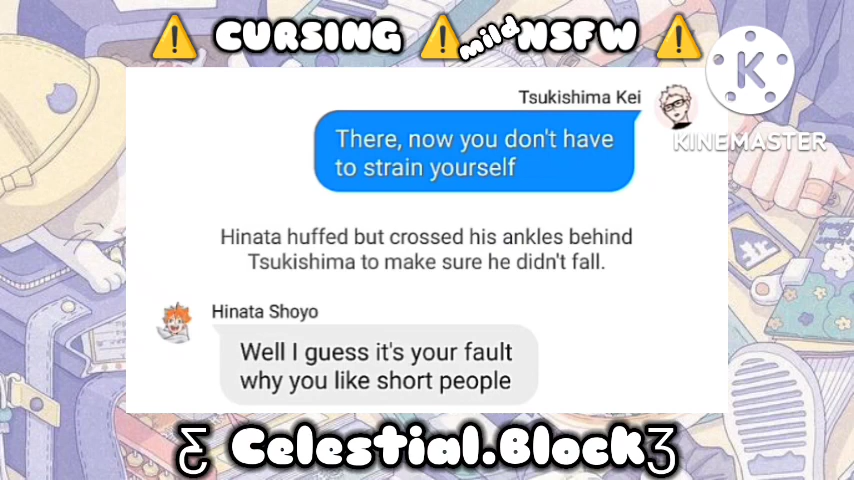 ⚠️ CURSING ⚠️ mild NSFW ⚠️
K
KINEMASTER
Tsukishima Kei
There, now you don't have
to strain yourself
Hinata huffed but crossed his ankles behind
Tsukishima to make sure he didn't fall.
Hinata Shoyo
Well I guess it's your fault
why you like short people
Ƹ Celestial.Block Ʒ